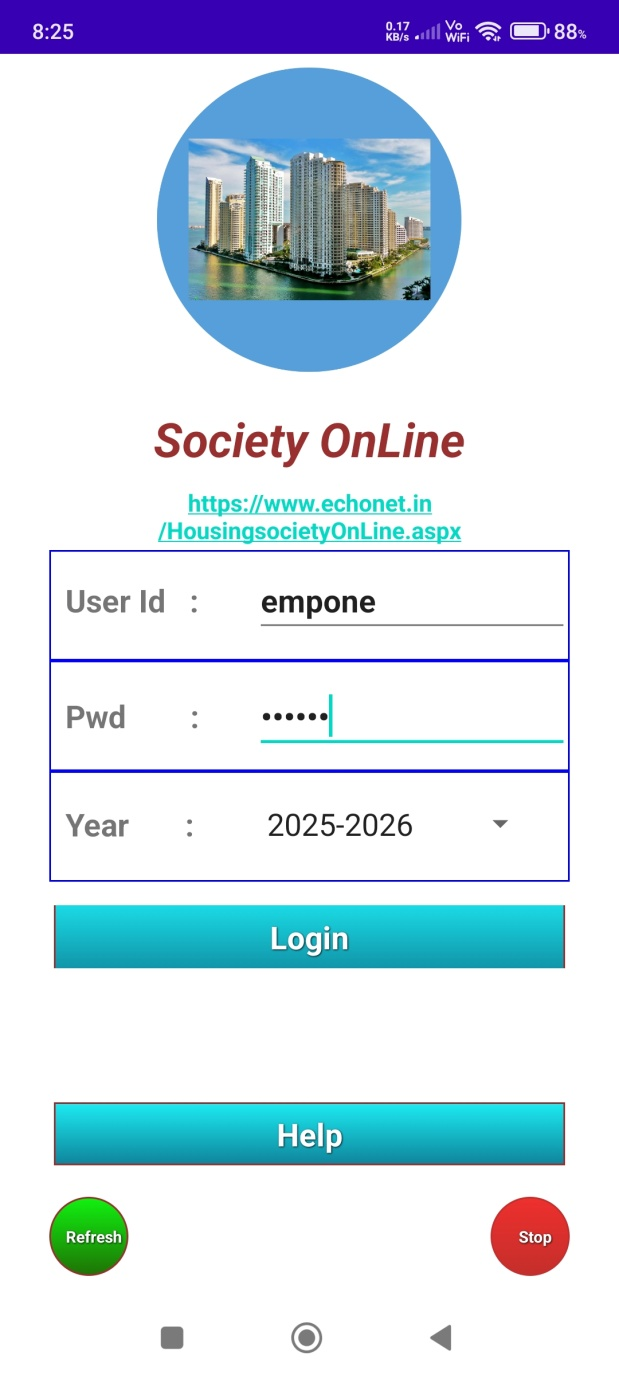 8:25
0.17 KB/s Vo WiFi 88%
Society OnLine
https://www.echonet.in
/HousingsocietyOnLine.aspx
User Id : empone
Pwd : ••••••
Year : 2025-2026
Login
Help
Refresh Stop